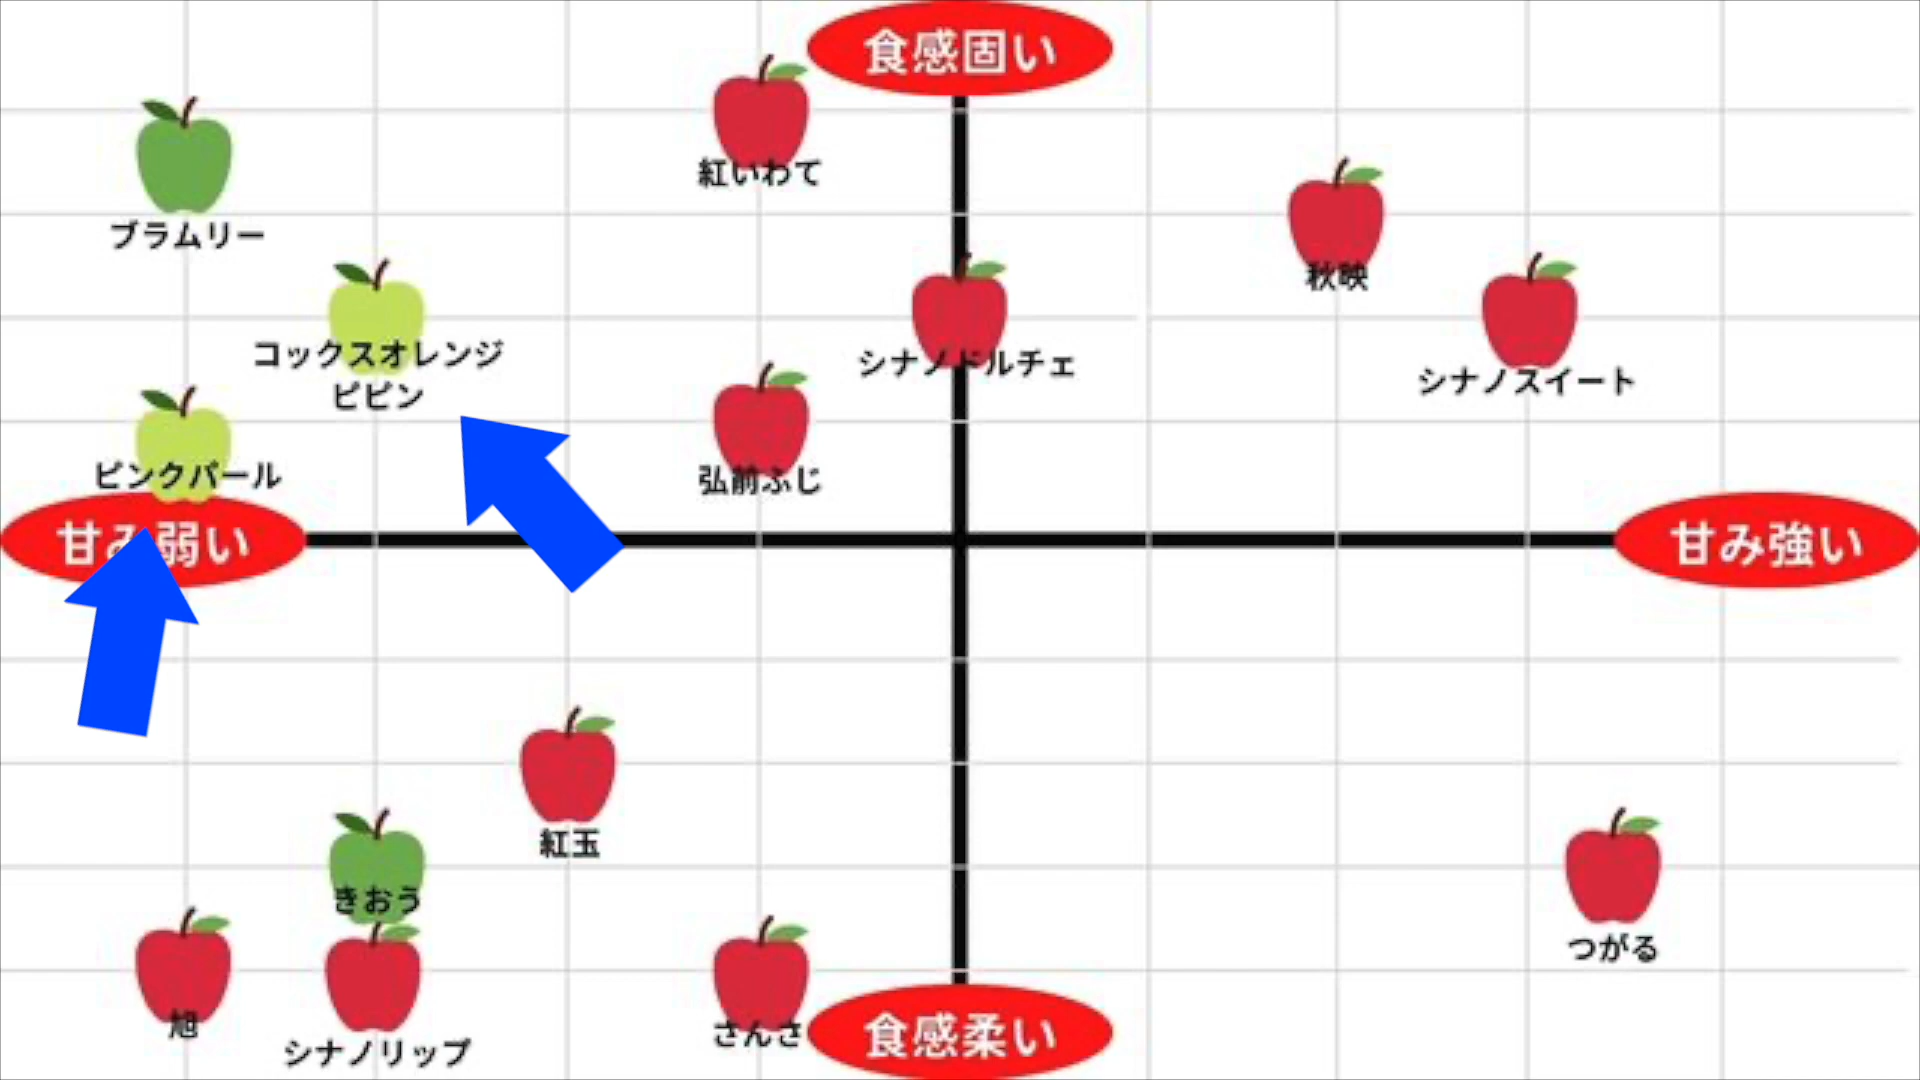 食感固い
紅いわて
ブラムリー
秋映
コックスオレンジ
ピピン
シナノドルチェ
シナノスイート
ピンクパール
弘前ふじ
甘み弱い
甘み強い
紅玉
きおう
つがる
旭
シナノリップ
さんさ
食感柔い